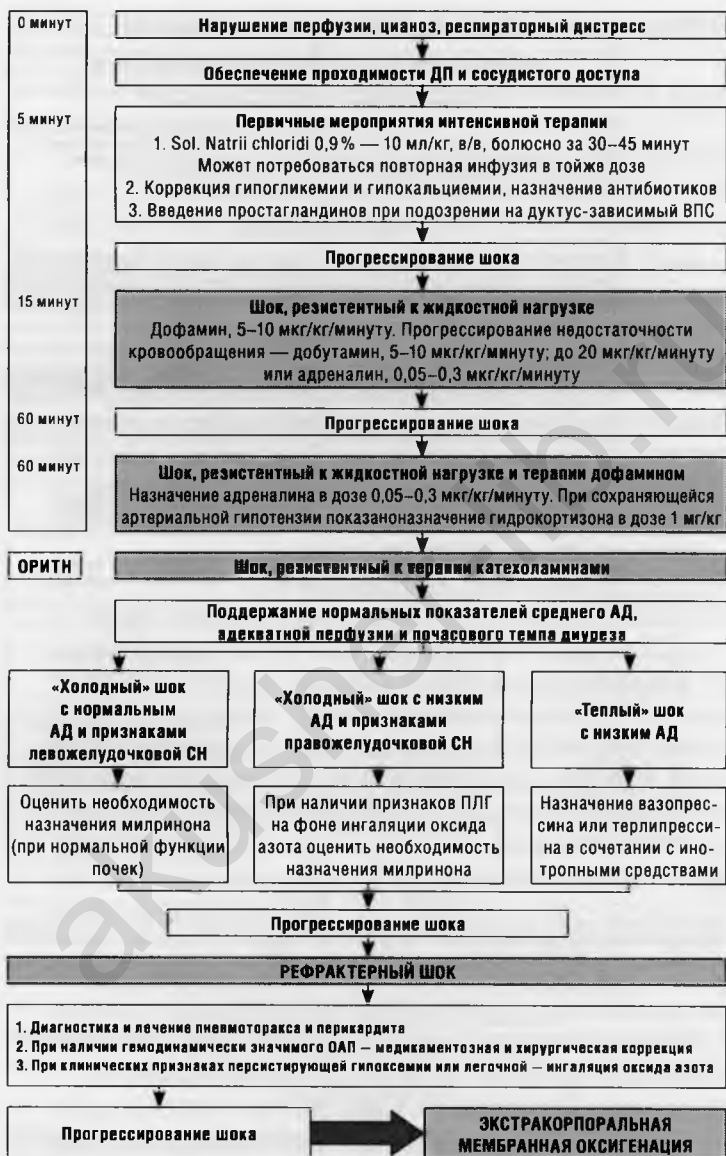 0 минут
Нарушение перфузии, цианоз, респираторный дистресс
Обеспечение проходимости ДП и сосудистого доступа
5 минут
Первичные мероприятия интенсивной терапии
1. Sol. Natrii chloridi 0,9% — 10 мл/кг, в/в, болюсно за 30–45 минут
Может потребоваться повторная инфузия в тойже дозе
2. Коррекция гипогликемии и гипокальциемии, назначение антибиотиков
3. Введение простагландинов при подозрении на дуктус-зависимый ВПС
Прогрессирование шока
15 минут
Шок, резистентный к жидкостной нагрузке
Дофамин, 5–10 мкг/кг/минуту. Прогрессирование недостаточности
кровообращения — добутамин, 5–10 мкг/кг/минуту; до 20 мкг/кг/минуту
или адреналин, 0,05–0,3 мкг/кг/минуту
60 минут
Прогрессирование шока
60 минут
Шок, резистентный к жидкостной нагрузке и терапии дофамином
Назначение адреналина в дозе 0,05–0,3 мкг/кг/минуту. При сохраняющейся
артериальной гипотензии показаноназначение гидрокортизона в дозе 1 мг/кг
ОРИТН
Шок, резистентный к терапии катехоламинами
Поддержание нормальных показателей среднего АД,
адекватной перфузии и почасового темпа диуреза
«Холодный» шок
с нормальным
АД и признаками
левожелудочковой СН
«Холодный» шок с низким
АД и признаками
правожелудочковой СН
«Теплый» шок
с низким АД
Оценить необходимость
назначения милринона
(при нормальной функции
почек)
При наличии признаков ПЛГ
на фоне ингаляции оксида
азота оценить необходимость
назначения милринона
Назначение вазопрес-
сина или терлипресси-
на в сочетании с ино-
тропными средствами
Прогрессирование шока
РЕФРАКТЕРНЫЙ ШОК
1. Диагностика и лечение пневмоторакса и перикардита
2. При наличии гемодинамически значимого ОАП — медикаментозная и хирургическая коррекция
3. При клинических признаках персистирующей гипоксемии или легочной — ингаляция оксида азота
Прогрессирование шока
ЭКСТРАКОРПОРАЛЬНАЯ
МЕМБРАННАЯ ОКСИГЕНАЦИЯ
akusher-lib.ru